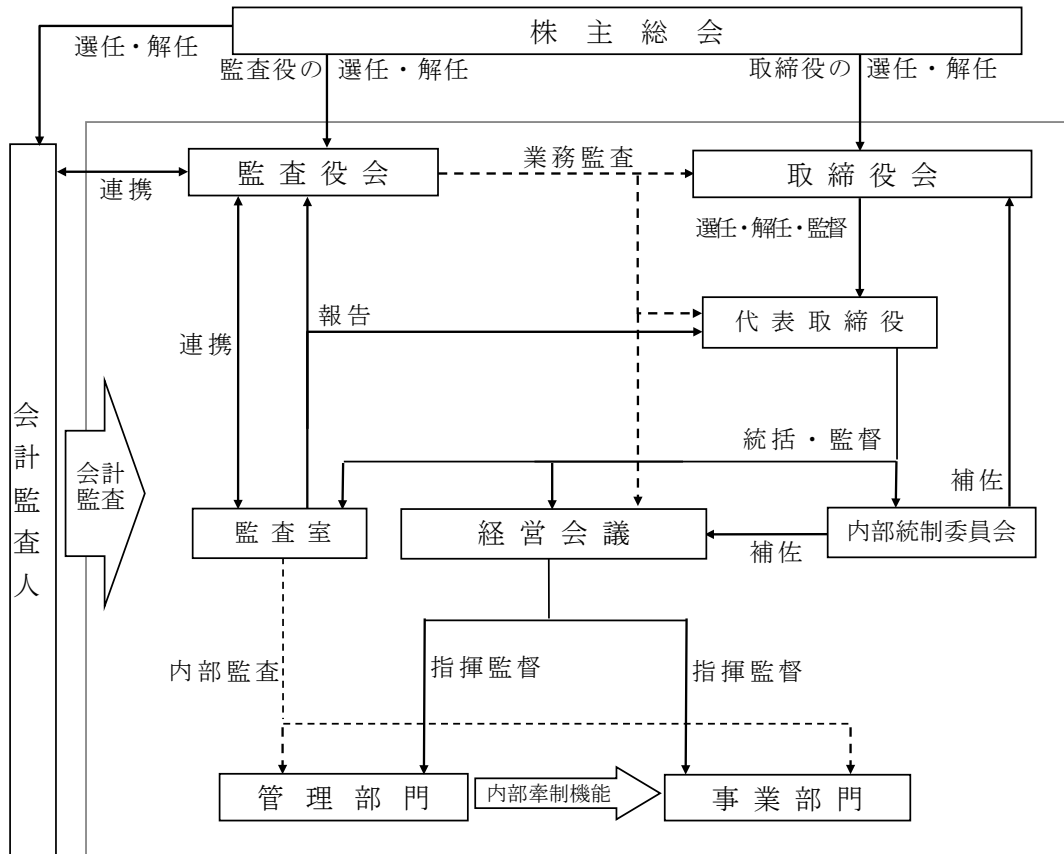 株主総会
選任・解任
監査役の 選任・解任
取締役の 選任・解任
監査役会
業務監査
取締役会
連携
選任・解任・監督
報告
代表取締役
連携
会計監査人
統括・監督
会計
監査
補佐
監査室
経営会議
内部統制委員会
補佐
内部監査
指揮監督
指揮監督
管理部門
内部牽制機能
事業部門